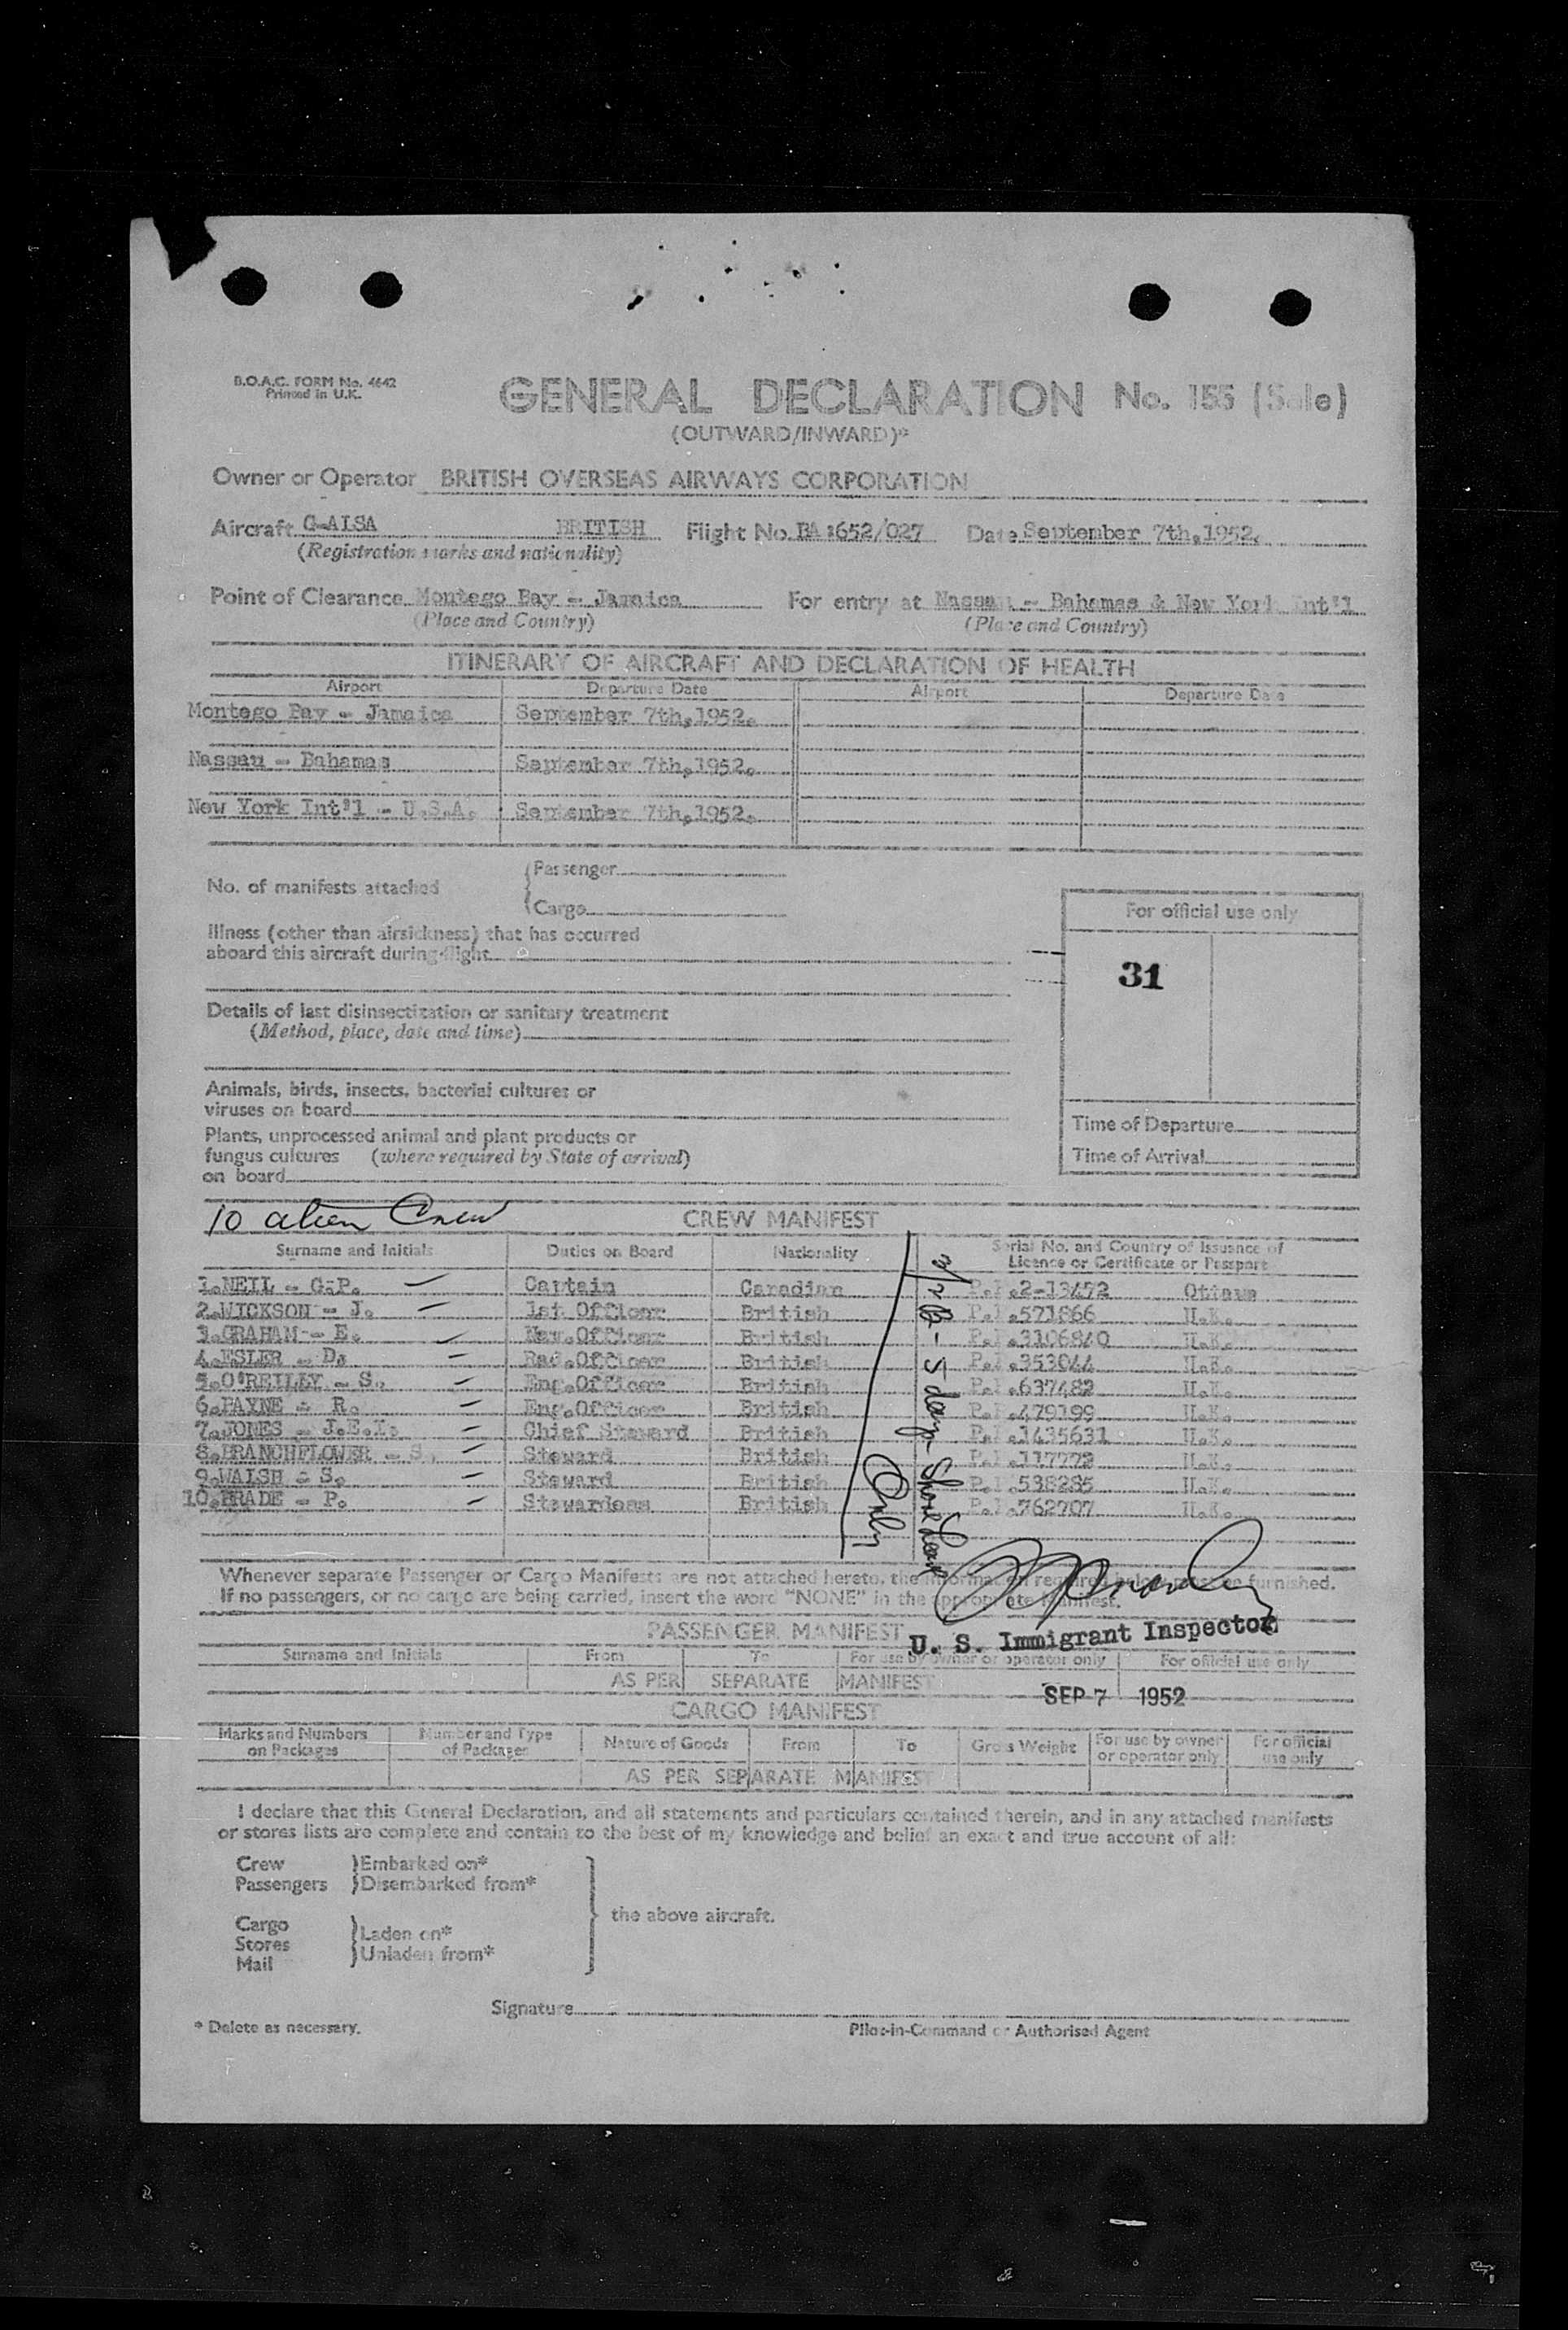 B.O.A.C. FORM No. 4642
Printed in U.K.
GENERAL DECLARATION No. 155 (Sole)
(OUTWARD/INWARD)*
Owner or Operator BRITISH OVERSEAS AIRWAYS CORPORATION
Aircraft G-ALSA BRITISH Flight No. BA:652/027 Date September 7th,1952.
(Registration marks and nationality)
Point of Clearance Montego Bay - Jamaica For entry at Nassau - Bahamas & New York Int'l
(Place and Country) (Place and Country)
ITINERARY OF AIRCRAFT AND DECLARATION OF HEALTH
Airport Departure Date Airport Departure Date
Montego Bay - Jamaica September 7th,1952.
Nassau - Bahamas September 7th,1952.
New York Int'l - U.S.A. September 7th,1952.
No. of manifests attached
Passenger
Cargo
Illness (other than airsickness) that has occurred
aboard this aircraft during flight
For official use only
31
Details of last disinsectization or sanitary treatment
(Method, place, date and time)
Animals, birds, insects, bacterial cultures or
viruses on board
Plants, unprocessed animal and plant products or
fungus cultures (where required by State of arrival)
on board
Time of Departure
Time of Arrival
10 alien Crew CREW MANIFEST
Surname and Initials Duties on Board Nationality Serial No. and Country of Issuance of
Licence or Certificate or Passport
1.NEIL - G.P. Captain Canadian 2-13472 Ottawa
2.WICKSON - J. 1st Officer British 571866 U.K.
3.GRAHAM - E. Nav.Officer British 3106840 U.K.
4.ESLER - D. Rad.Officer British 353044 U.K.
5.O'REILLY - S. Eng.Officer British 637482 U.K.
6.PAYNE - R. Eng.Officer British 479199 U.K.
7.JONES - J.E.I. Chief Steward British 1435631 U.K.
8.BRANCHFLOWER - S. Steward British U.K.
9.WALSH - S. Steward British 538285 U.K.
10.BRADE - P. Stewardess British 762707 U.K.
5 days Shore Leave
Only
Whenever separate Passenger or Cargo Manifests are not attached hereto, the information required below must be furnished.
If no passengers, or no cargo are being carried, insert the word "NONE" in the appropriate Manifest.
PASSENGER MANIFEST
U. S. Immigrant Inspector
Surname and Initials From To For use by owner or operator only For official use only
AS PER SEPARATE MANIFEST
SEP 7 1952
CARGO MANIFEST
Marks and Numbers on Packages Number and Type of Packages Nature of Goods From To Gross Weight For use by owner or operator only For official use only
AS PER SEPARATE MANIFEST
I declare that this General Declaration, and all statements and particulars contained therein, and in any attached manifests
or stores lists are complete and contain to the best of my knowledge and belief an exact and true account of all:
Crew Embarked on*
Passengers Disembarked from*
the above aircraft.
Cargo
Stores
Mail
Laden on*
Unladen from*
Signature
* Delete as necessary.
Pilot-in-Command or Authorised Agent